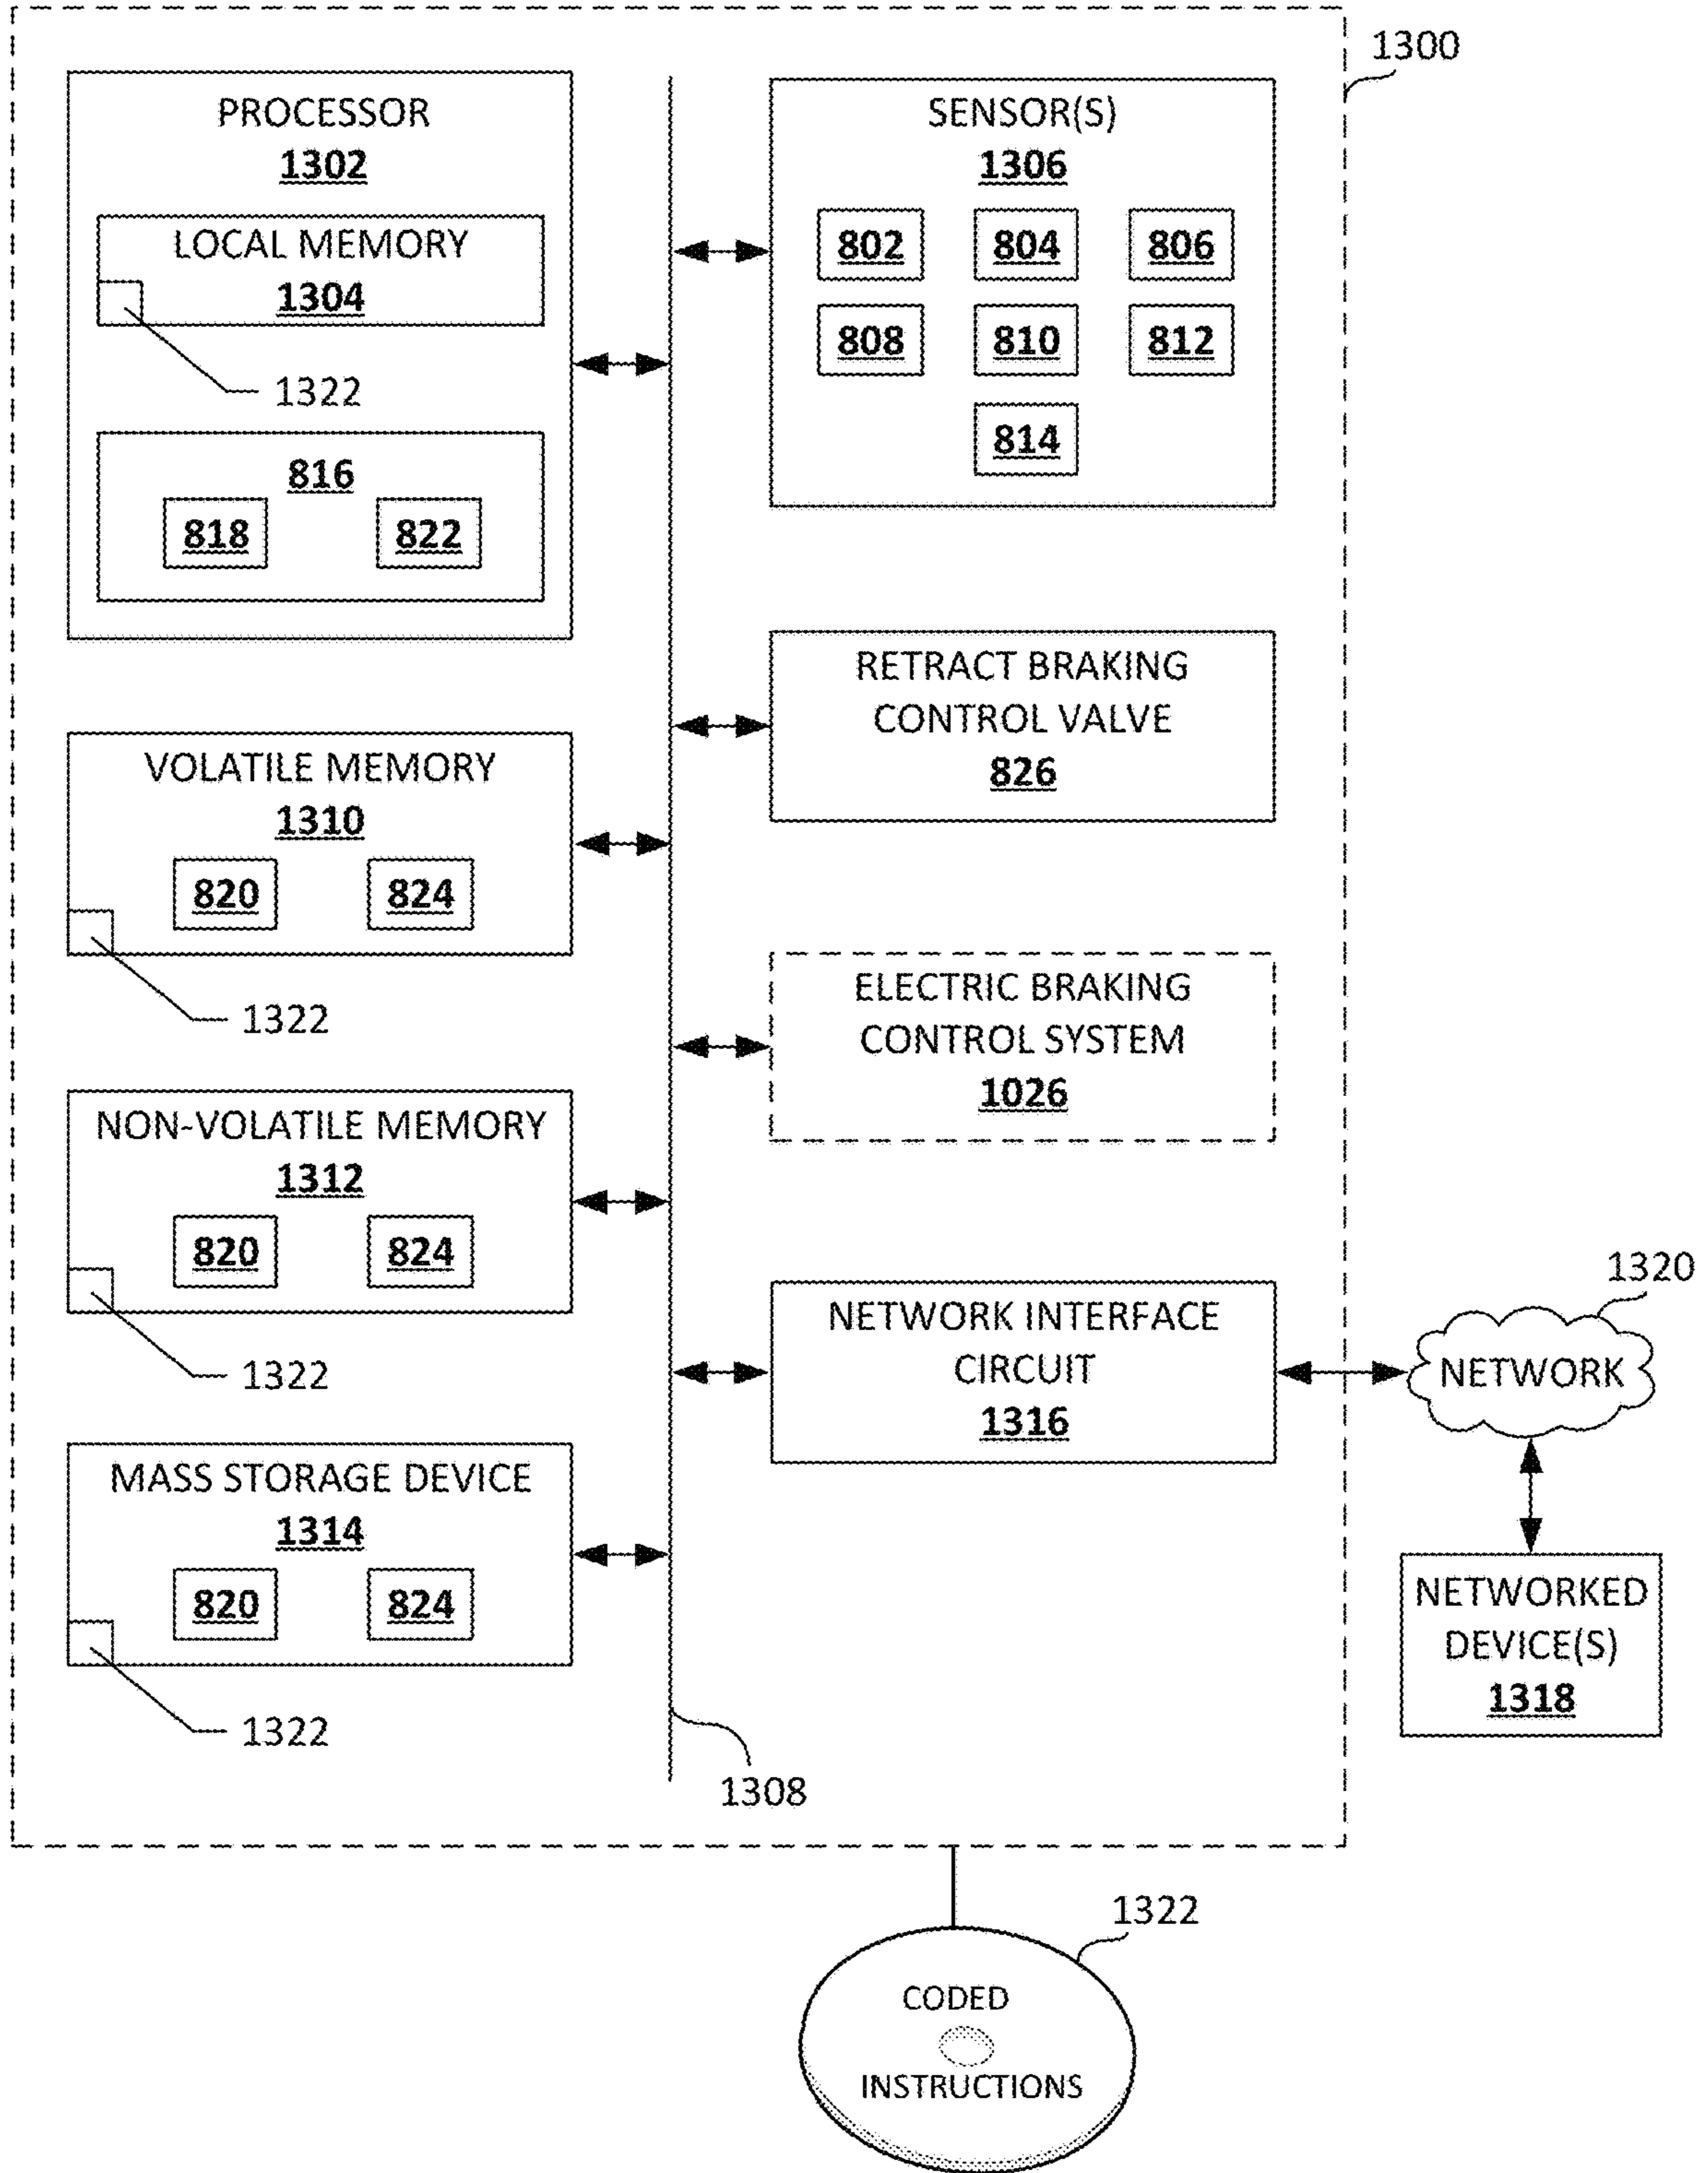 1300
PROCESSOR
1302
LOCAL MEMORY
1304
1322
816
818 822
SENSOR(S)
1306
802 804 806
808 810 812
814
RETRACT BRAKING
CONTROL VALVE
826
VOLATILE MEMORY
1310
820 824
1322
ELECTRIC BRAKING
CONTROL SYSTEM
1026
NON-VOLATILE MEMORY
1312
820 824
1322
NETWORK INTERFACE
CIRCUIT
1316
1320
NETWORK
MASS STORAGE DEVICE
1314
820 824
1322
NETWORKED
DEVICE(S)
1318
1308
1322
CODED
INSTRUCTIONS